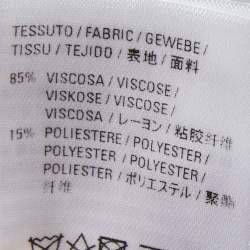 TESSUTO / FABRIC / GEWEBE /
TISSU / TEJIDO / 表地 / 面料
85% VISCOSA / VISCOSE /
VISKOSE / VISCOSE /
VISCOSA / レーヨン / 粘胶纤维
15% POLIESTERE / POLYESTER /
POLYESTER / POLYESTER /
POLIESTER / ポリエステル / 聚酯
纤维